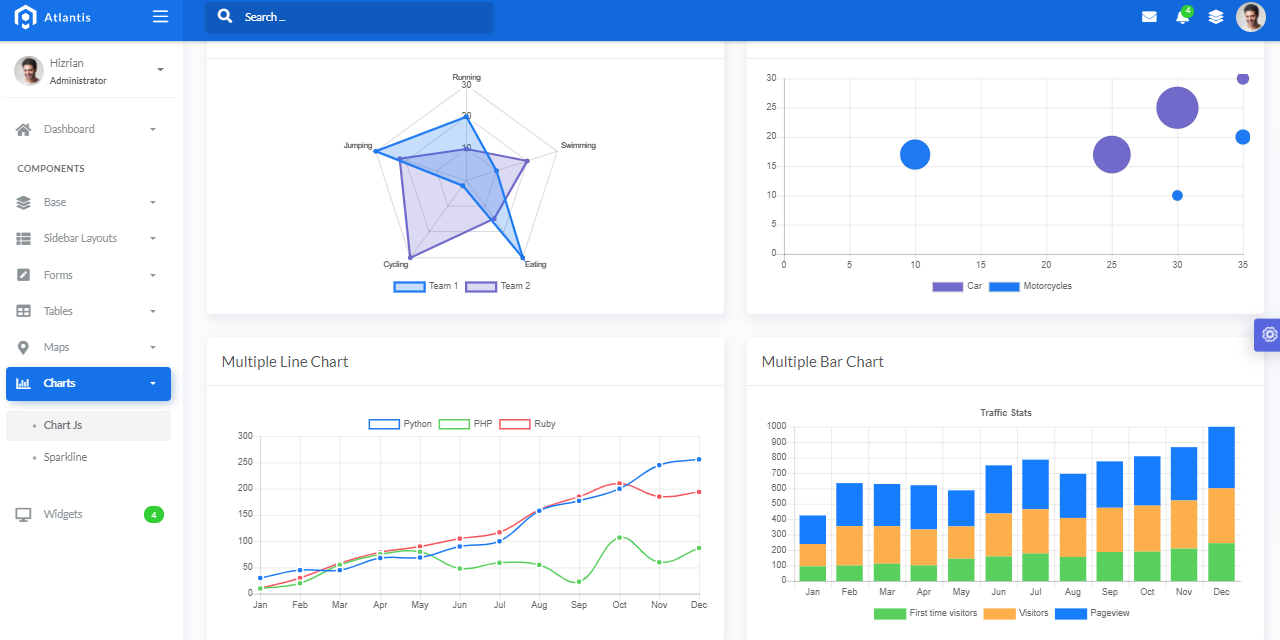 Atlantis
Search ...
4
Hizrian
Administrator
Dashboard
COMPONENTS
Base
Sidebar Layouts
Forms
Tables
Maps
Charts
Chart Js
Sparkline
Widgets
4
Running
30
20
10
Jumping
Swimming
Cycling
Eating
Team 1
Team 2
30
25
20
15
10
5
0
0 5 10 15 20 25 30 35
Car
Motorcycles
Multiple Line Chart
Python
PHP
Ruby
300
250
200
150
100
50
0
Jan Feb Mar Apr May Jun Jul Aug Sep Oct Nov Dec
Multiple Bar Chart
Traffic Stats
1000
900
800
700
600
500
400
300
200
100
0
Jan Feb Mar Apr May Jun Jul Aug Sep Oct Nov Dec
First time visitors
Visitors
Pageview